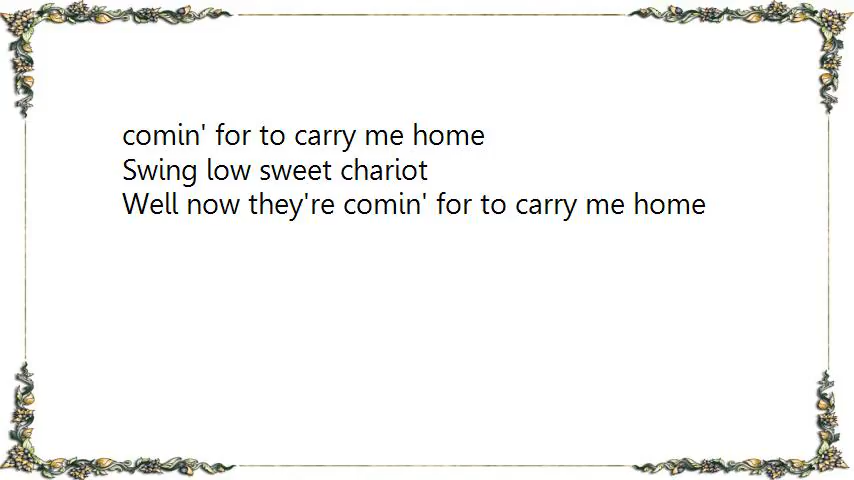 comin' for to carry me home
Swing low sweet chariot
Well now they're comin' for to carry me home